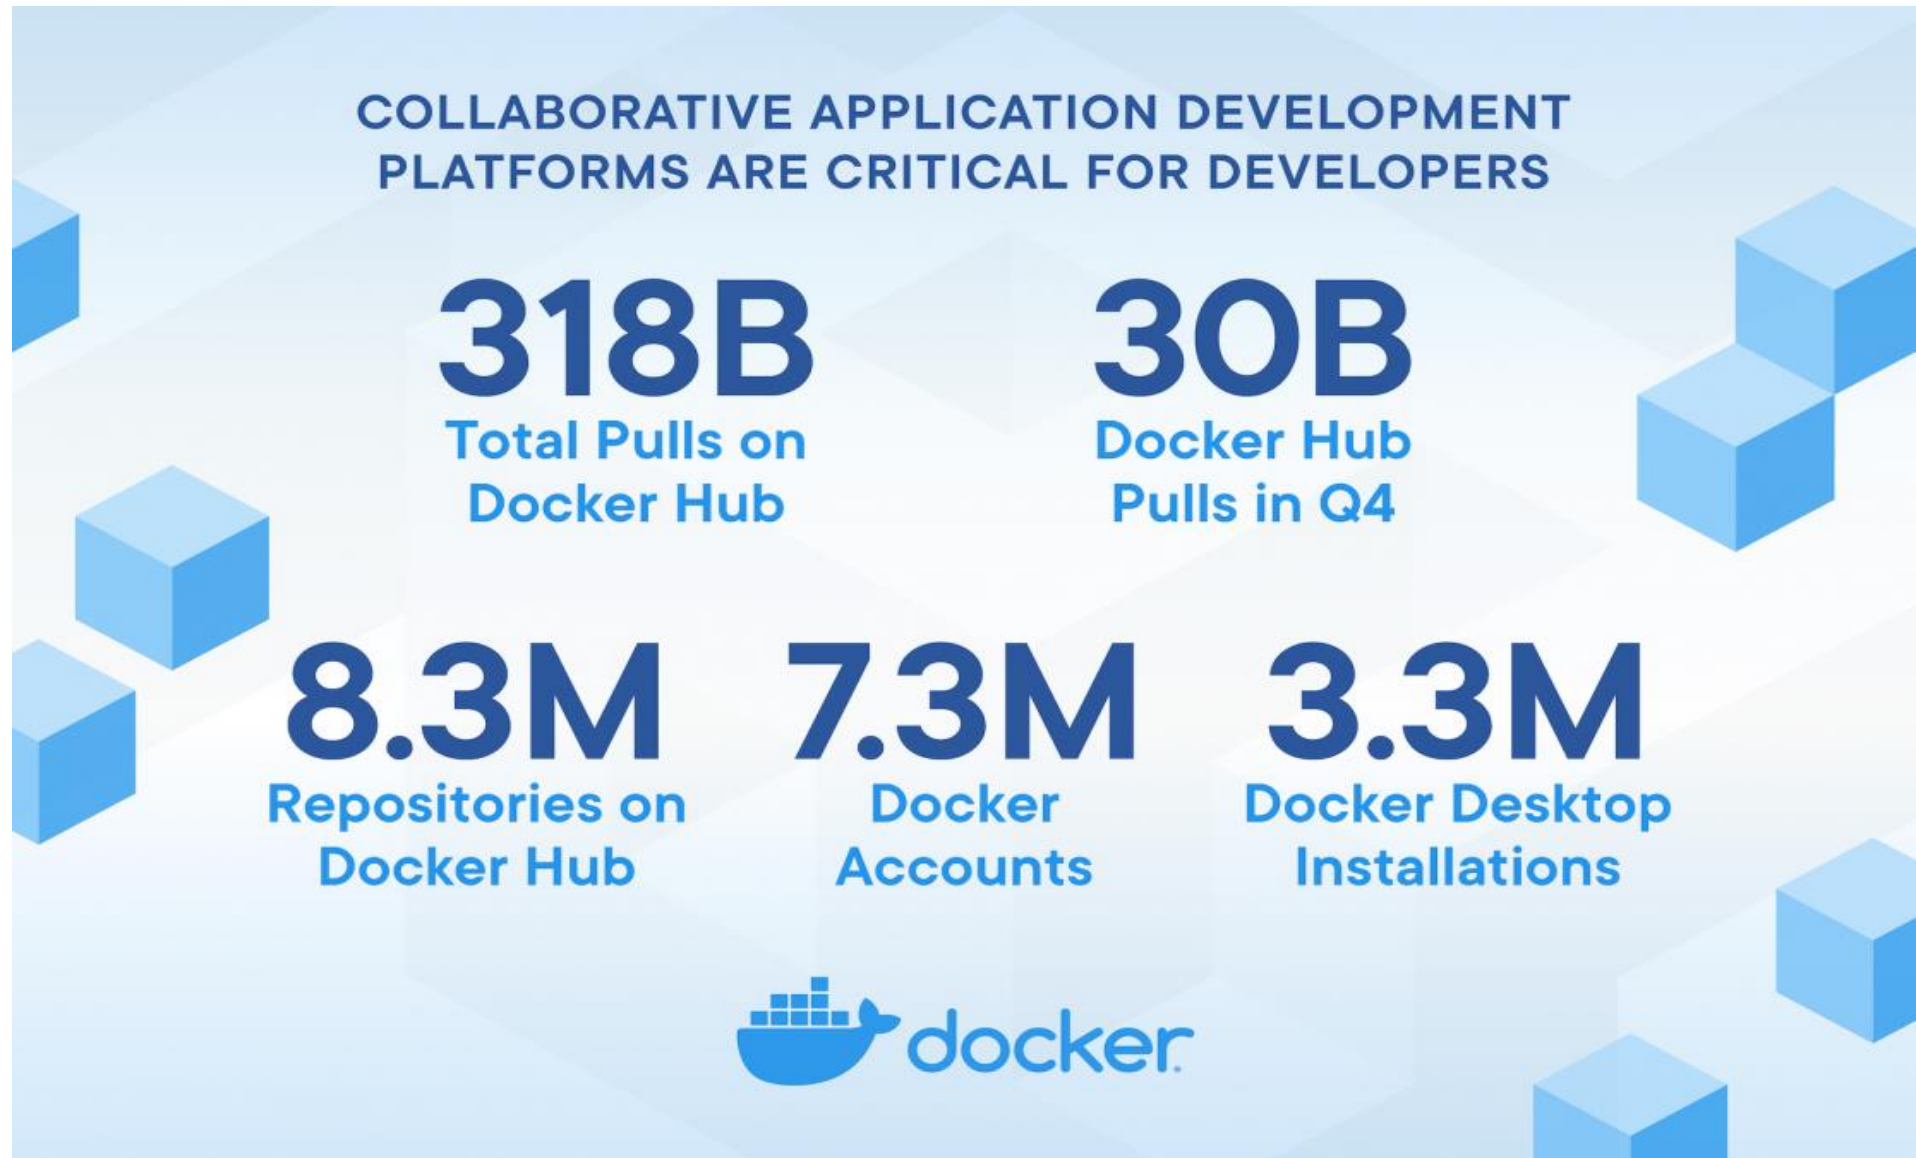 COLLABORATIVE APPLICATION DEVELOPMENT
PLATFORMS ARE CRITICAL FOR DEVELOPERS
318B
Total Pulls on
Docker Hub
30B
Docker Hub
Pulls in Q4
8.3M
Repositories on
Docker Hub
7.3M
Docker
Accounts
3.3M
Docker Desktop
Installations
docker